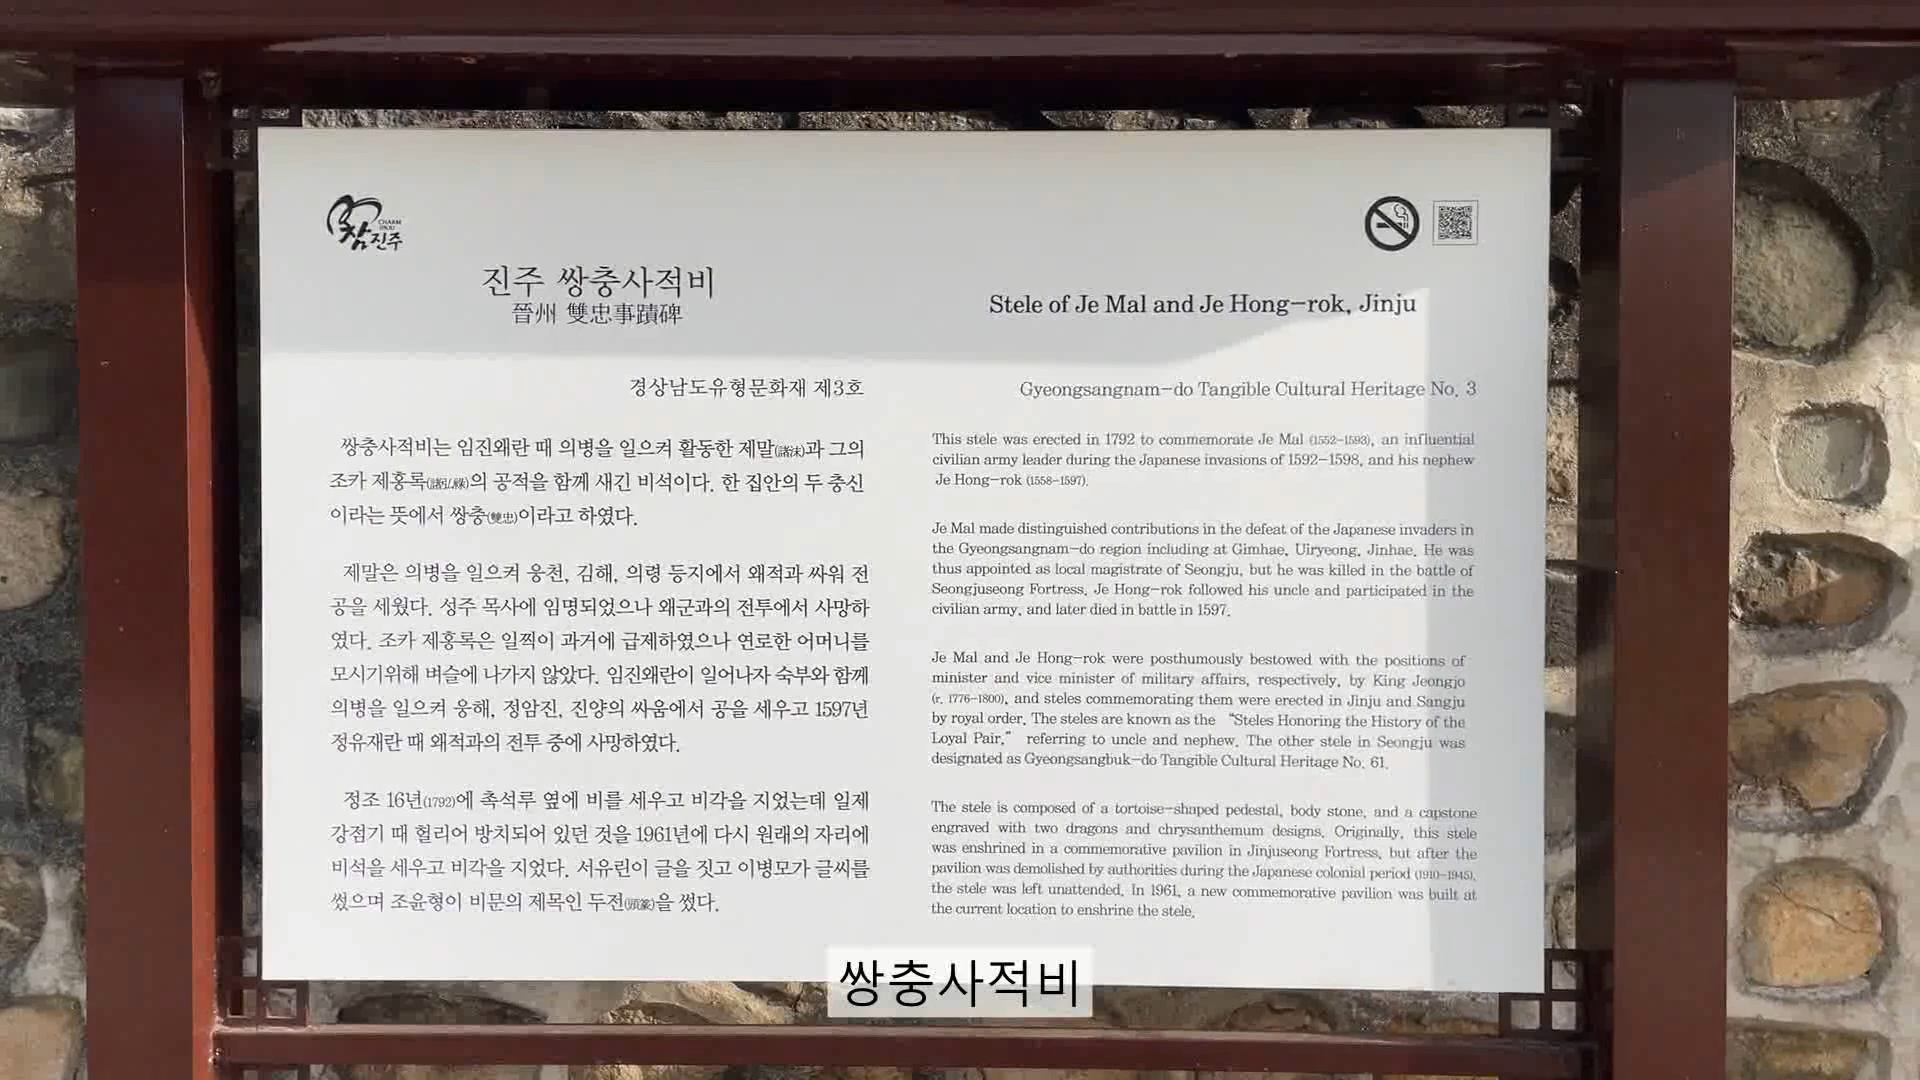 CHARM
JINJU
참진주
진주 쌍충사적비
晉州 雙忠事蹟碑
경상남도유형문화재 제3호
쌍충사적비는 임진왜란 때 의병을 일으켜 활동한 제말(諸沫)과 그의
조카 제홍록(諸弘祿)의 공적을 함께 새긴 비석이다. 한 집안의 두 충신
이라는 뜻에서 쌍충(雙忠)이라고 하였다.
제말은 의병을 일으켜 웅천, 김해, 의령 등지에서 왜적과 싸워 전
공을 세웠다. 성주 목사에 임명되었으나 왜군과의 전투에서 사망하
였다. 조카 제홍록은 일찍이 과거에 급제하였으나 연로한 어머니를
모시기위해 벼슬에 나가지 않았다. 임진왜란이 일어나자 숙부와 함께
의병을 일으켜 웅해, 정암진, 진양의 싸움에서 공을 세우고 1597년
정유재란 때 왜적과의 전투 중에 사망하였다.
정조 16년(1792)에 촉석루 옆에 비를 세우고 비각을 지었는데 일제
강점기 때 헐리어 방치되어 있던 것을 1961년에 다시 원래의 자리에
비석을 세우고 비각을 지었다. 서유린이 글을 짓고 이병모가 글씨를
썼으며 조윤형이 비문의 제목인 두전(頭篆)을 썼다.
Stele of Je Mal and Je Hong-rok, Jinju
Gyeongsangnam-do Tangible Cultural Heritage No. 3
This stele was erected in 1792 to commemorate Je Mal (1552-1593), an influential
civilian army leader during the Japanese invasions of 1592-1598, and his nephew
Je Hong-rok (1558-1597).
Je Mal made distinguished contributions in the defeat of the Japanese invaders in
the Gyeongsangnam-do region including at Gimhae, Uiryeong, Jinhae. He was
thus appointed as local magistrate of Seongju, but he was killed in the battle of
Seongjuseong Fortress. Je Hong-rok followed his uncle and participated in the
civilian army, and later died in battle in 1597.
Je Mal and Je Hong-rok were posthumously bestowed with the positions of
minister and vice minister of military affairs, respectively, by King Jeongjo
(r. 1776-1800), and steles commemorating them were erected in Jinju and Sangju
by royal order. The steles are known as the "Steles Honoring the History of the
Loyal Pair," referring to uncle and nephew. The other stele in Seongju was
designated as Gyeongsangbuk-do Tangible Cultural Heritage No. 61.
The stele is composed of a tortoise-shaped pedestal, body stone, and a capstone
engraved with two dragons and chrysanthemum designs. Originally, this stele
was enshrined in a commemorative pavilion in Jinjuseong Fortress, but after the
pavilion was demolished by authorities during the Japanese colonial period (1910-1945),
the stele was left unattended. In 1961, a new commemorative pavilion was built at
the current location to enshrine the stele.
쌍충사적비